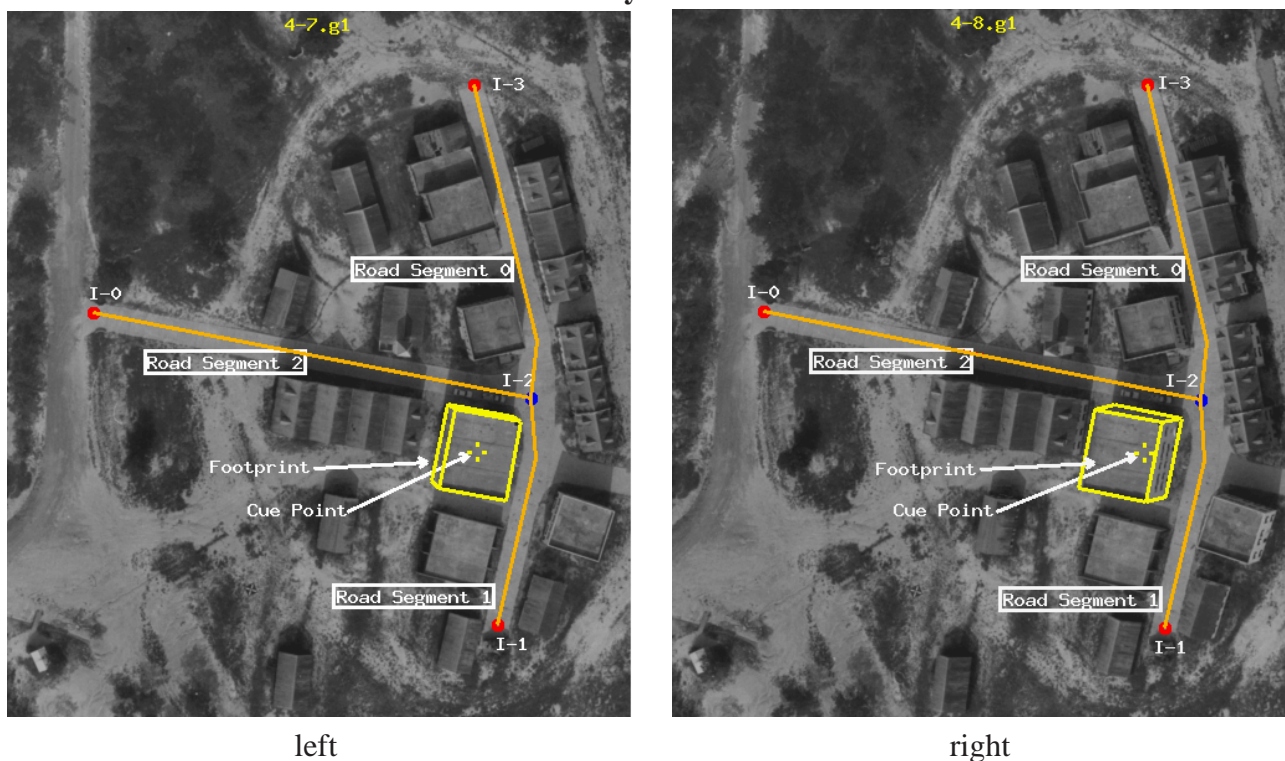 4-7.g1
I-3
Road Segment 0
I-0
Road Segment 2
I-2
Footprint
Cue Point
Road Segment 1
I-1
left
4-8.g1
I-3
Road Segment 0
I-0
Road Segment 2
I-2
Footprint
Cue Point
Road Segment 1
I-1
right